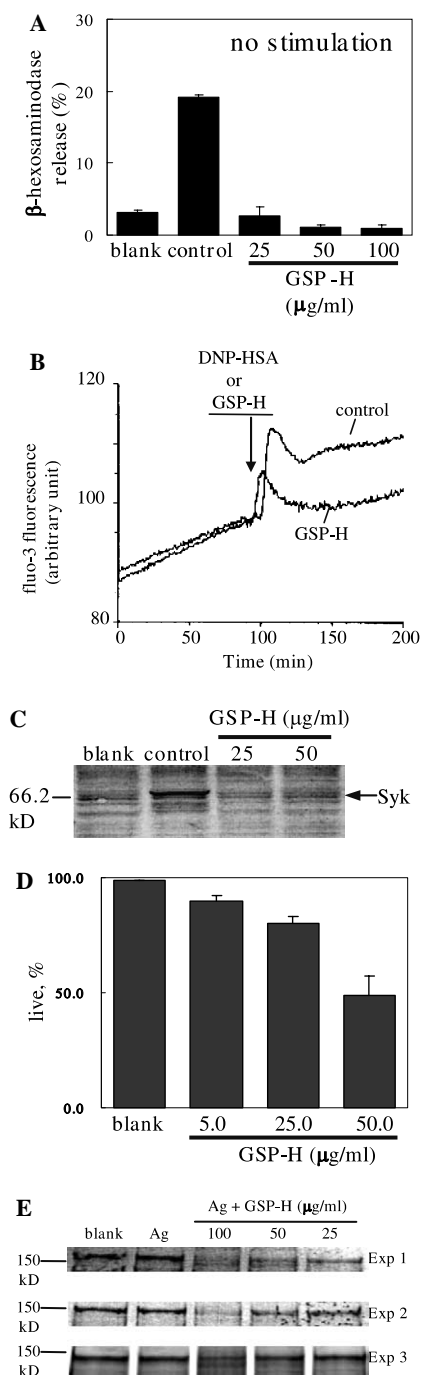 A
no stimulation
β-hexosaminodase
release (%)
30
20
10
0
blank control 25 50 100
GSP-H
(μg/ml)
B
DNP-HSA
or
GSP-H
control
GSP-H
fluo-3 fluorescence
(arbitrary unit)
120
100
80
0 50 100 150 200
Time (min)
C
GSP-H (μg/ml)
blank control 25 50
66.2
kD
Syk
D
live, %
100.0
50.0
0.0
blank 5.0 25.0 50.0
GSP-H (μg/ml)
E
Ag + GSP-H (μg/ml)
blank Ag 100 50 25
150
kD
Exp 1
150
kD
Exp 2
150
kD
Exp 3